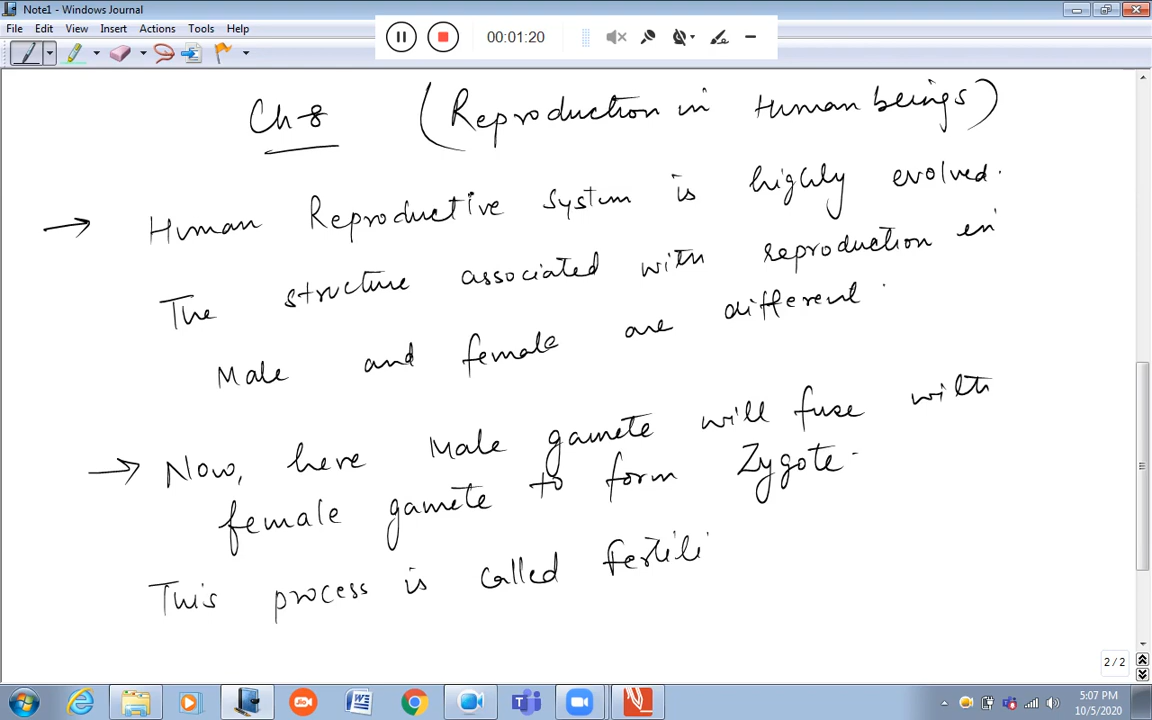 Note1 - Windows Journal
File Edit View Insert Actions Tools Help
00:01:20
Ch-8 (Reproduction in Human beings)
→ Human Reproductive system is highly evolved.
The structure associated with reproduction in
Male and female are different.
→ Now, here Male gamete will fuse with
female gamete to form Zygote.
This process is called fertili
2 / 2
5:07 PM
10/5/2020